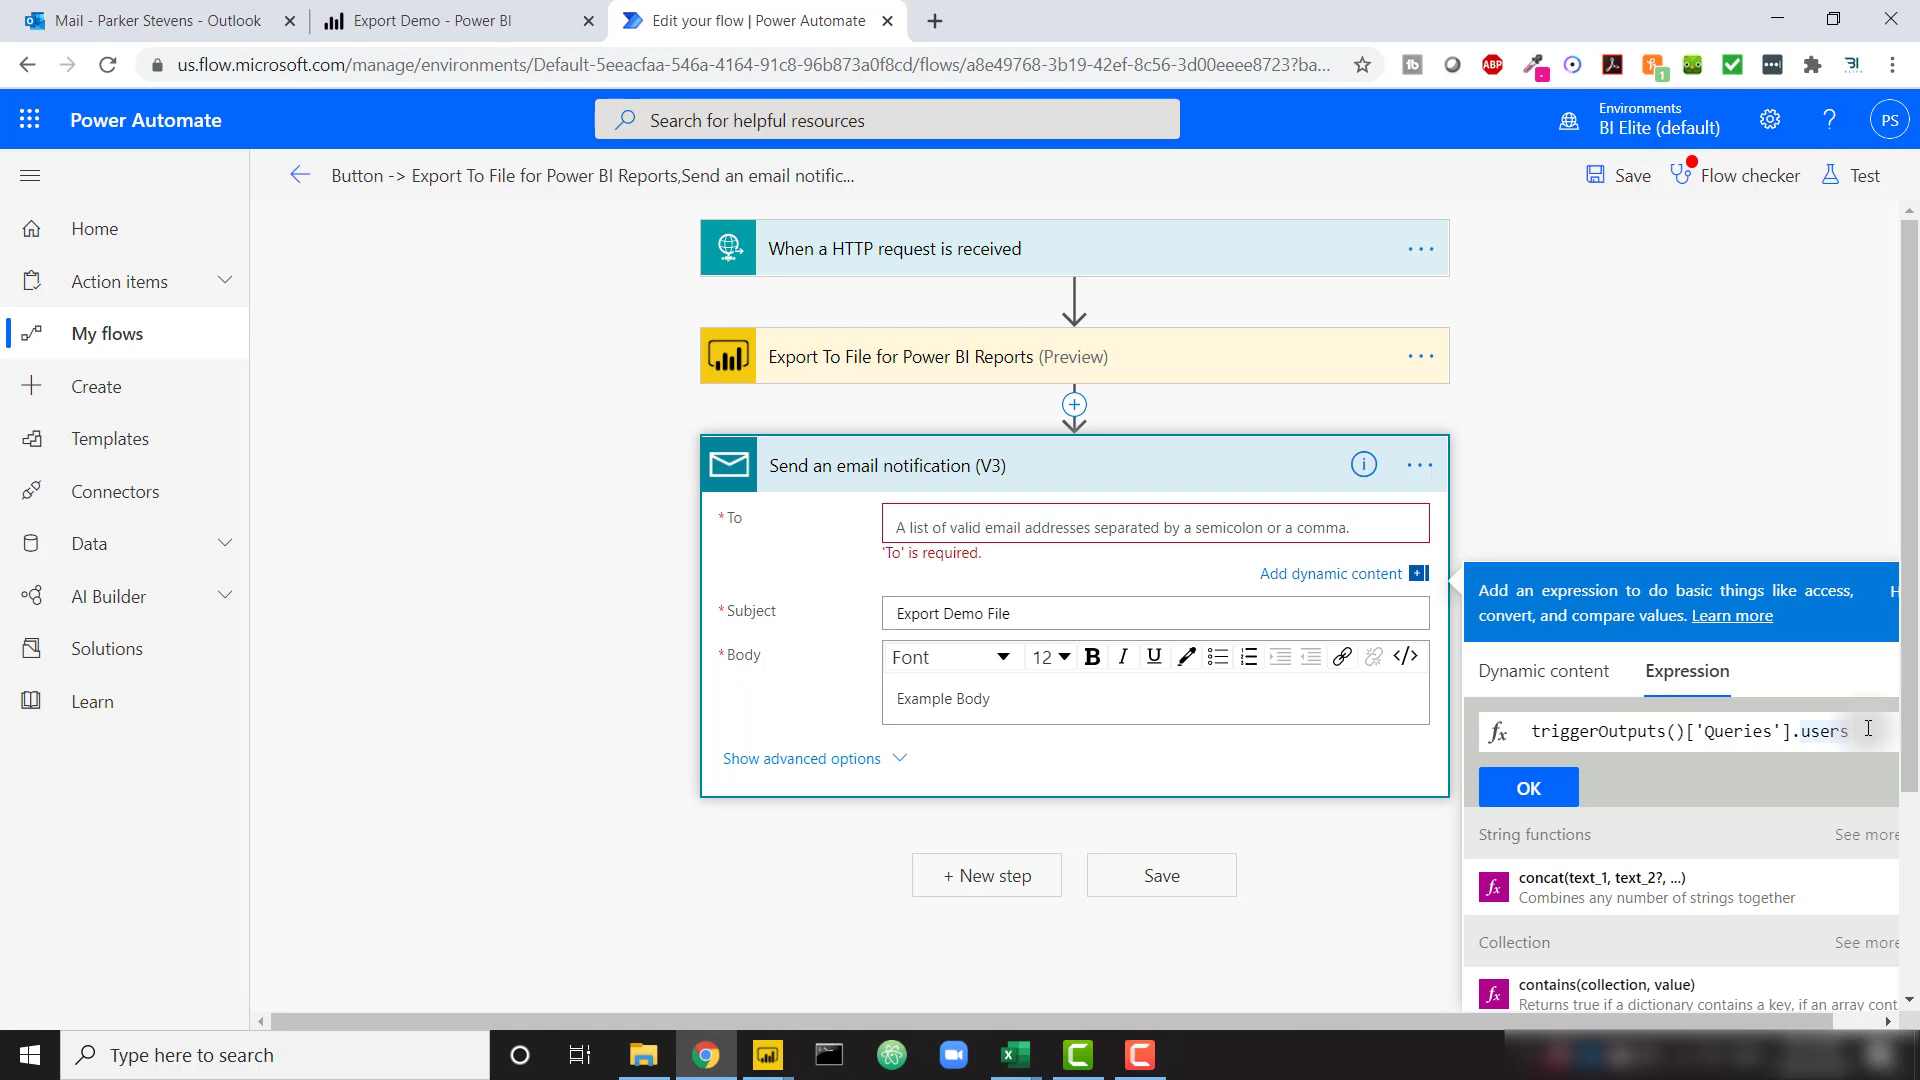 Mail - Parker Stevens - Outlook
Export Demo - Power BI
Edit your flow | Power Automate
us.flow.microsoft.com/manage/environments/Default-5eeacfaa-546a-4164-91c8-96b873a0f8cd/flows/a8e49768-3b19-42ef-8c56-3d00eeee8723?ba...
Power Automate
Search for helpful resources
Environments
BI Elite (default)
PS
Button -> Export To File for Power BI Reports,Send an email notific...
Save
Flow checker
Test
Home
Action items
My flows
Create
Templates
Connectors
Data
AI Builder
Solutions
Learn
When a HTTP request is received
Export To File for Power BI Reports (Preview)
Send an email notification (V3)
* To
A list of valid email addresses separated by a semicolon or a comma.
'To' is required.
Add dynamic content
* Subject
Export Demo File
* Body
Font
12
B I U
Example Body
Show advanced options
+ New step
Save
Add an expression to do basic things like access,
convert, and compare values. Learn more
Dynamic content
Expression
fx triggerOutputs()['Queries'].users
OK
String functions
See more
fx concat(text_1, text_2?, ...)
Combines any number of strings together
Collection
See more
fx contains(collection, value)
Returns true if a dictionary contains a key, if an array cont
Type here to search